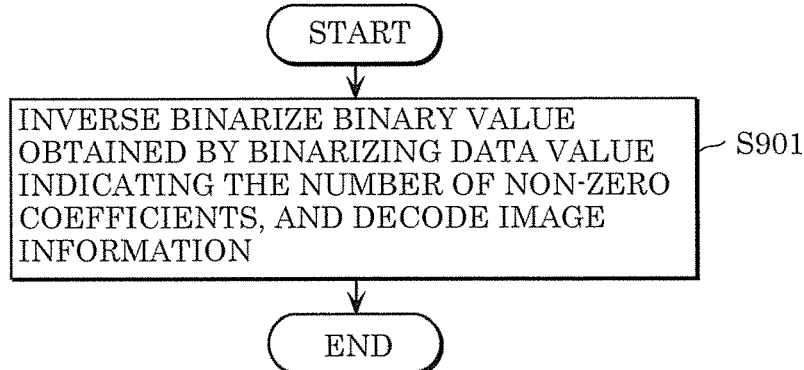 START
INVERSE BINARIZE BINARY VALUE
OBTAINED BY BINARIZING DATA VALUE
INDICATING THE NUMBER OF NON-ZERO
COEFFICIENTS, AND DECODE IMAGE
INFORMATION
S901
END